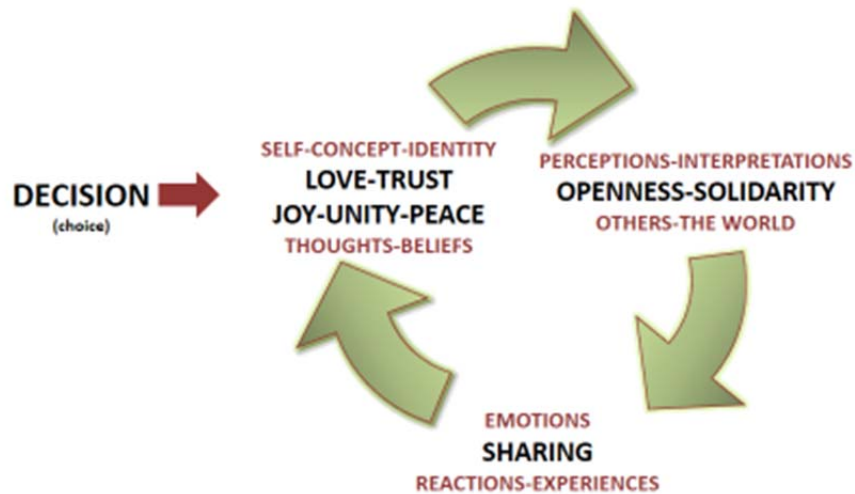 DECISION
(choice)
SELF-CONCEPT-IDENTITY
LOVE-TRUST
JOY-UNITY-PEACE
THOUGHTS-BELIEFS
PERCEPTIONS-INTERPRETATIONS
OPENNESS-SOLIDARITY
OTHERS-THE WORLD
EMOTIONS
SHARING
REACTIONS-EXPERIENCES